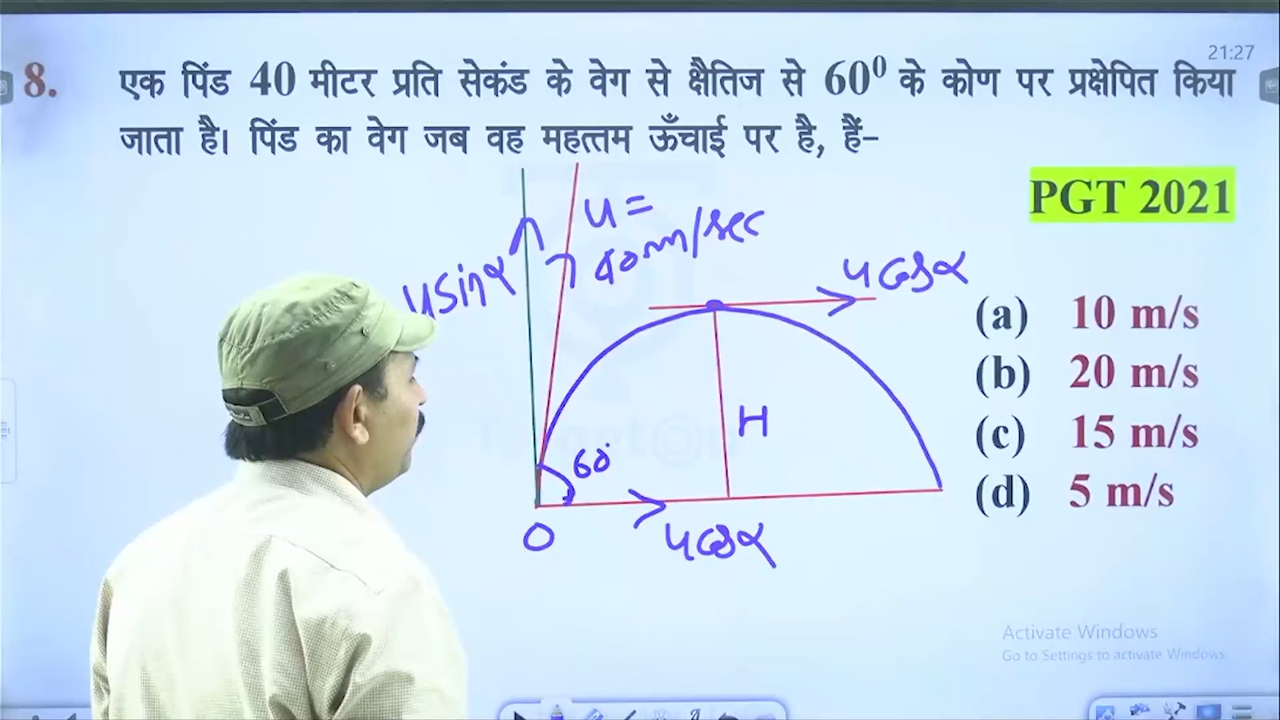 21:27
8. एक पिंड 40 मीटर प्रति सेकंड के वेग से क्षैतिज से 60⁰ के कोण पर प्रक्षेपित किया
जाता है। पिंड का वेग जब वह महत्तम ऊँचाई पर है, हैं-
PGT 2021
u =
40m/sec
usinα
ucosα
(a) 10 m/s
(b) 20 m/s
(c) 15 m/s
(d) 5 m/s
H
60°
O
ucosα
Activate Windows
Go to Settings to activate Windows.